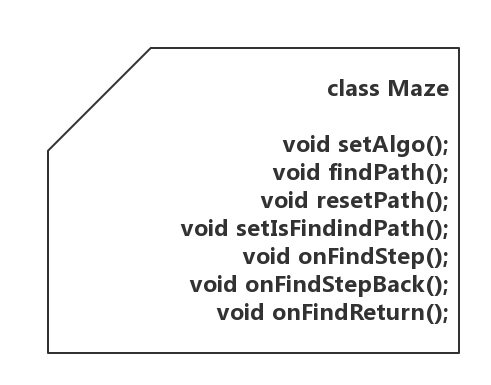 class Maze
void setAlgo();
void findPath();
void resetPath();
void setIsFindindPath();
void onFindStep();
void onFindStepBack();
void onFindReturn();